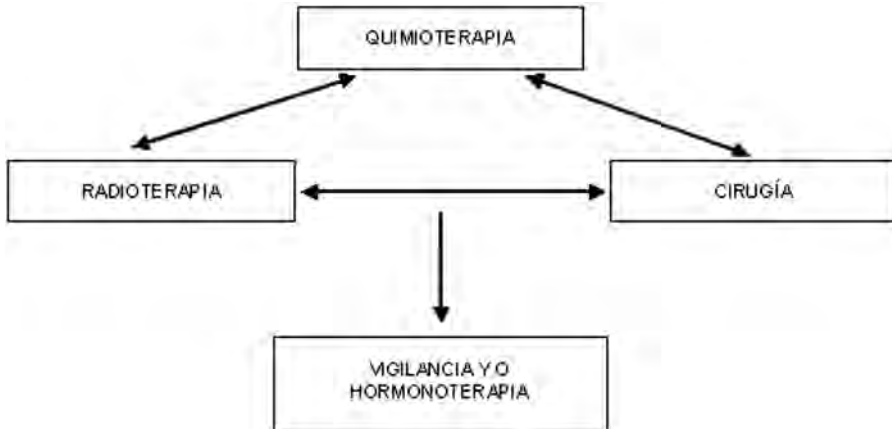 QUIMIOTERAPIA
RADIOTERAPIA
CIRUGÍA
VIGILANCIA Y O
HORMONOTERAPIA